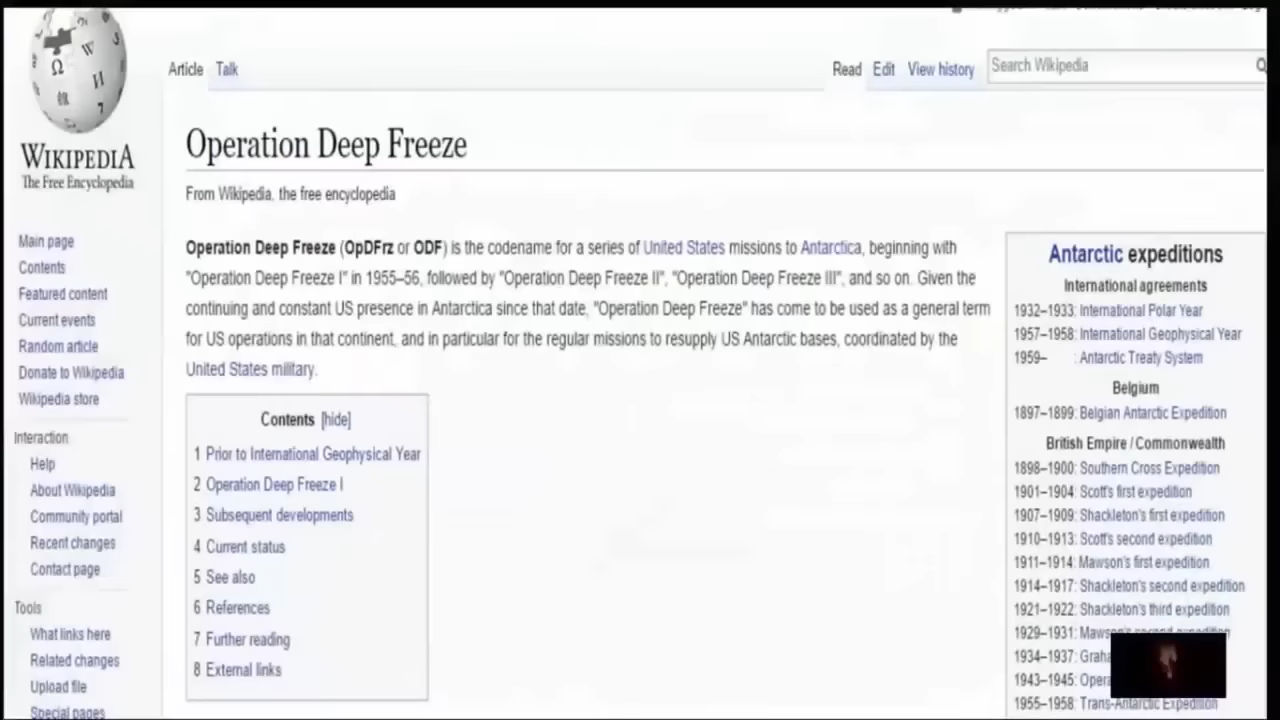 Article Talk Read Edit View history Search Wikipedia
WIKIPEDIA
The Free Encyclopedia
Main page
Contents
Featured content
Current events
Random article
Donate to Wikipedia
Wikipedia store
Interaction
Help
About Wikipedia
Community portal
Recent changes
Contact page
Tools
What links here
Related changes
Upload file
Special pages
Operation Deep Freeze
From Wikipedia, the free encyclopedia
Operation Deep Freeze (OpDFrz or ODF) is the codename for a series of United States missions to Antarctica, beginning with
"Operation Deep Freeze I" in 1955–56, followed by "Operation Deep Freeze II", "Operation Deep Freeze III", and so on. Given the
continuing and constant US presence in Antarctica since that date, "Operation Deep Freeze" has come to be used as a general term
for US operations in that continent, and in particular for the regular missions to resupply US Antarctic bases, coordinated by the
United States military.
Contents [hide]
1 Prior to International Geophysical Year
2 Operation Deep Freeze I
3 Subsequent developments
4 Current status
5 See also
6 References
7 Further reading
8 External links
Antarctic expeditions
International agreements
1932–1933: International Polar Year
1957–1958: International Geophysical Year
1959– : Antarctic Treaty System
Belgium
1897–1899: Belgian Antarctic Expedition
British Empire / Commonwealth
1898–1900: Southern Cross Expedition
1901–1904: Scott's first expedition
1907–1909: Shackleton's first expedition
1910–1913: Scott's second expedition
1911–1914: Mawson's first expedition
1914–1917: Shackleton's second expedition
1921–1922: Shackleton's third expedition
1929–1931: Mawson's second expedition
1934–1937:
1943–1945:
1955–1958: Trans-Antarctic Expedition